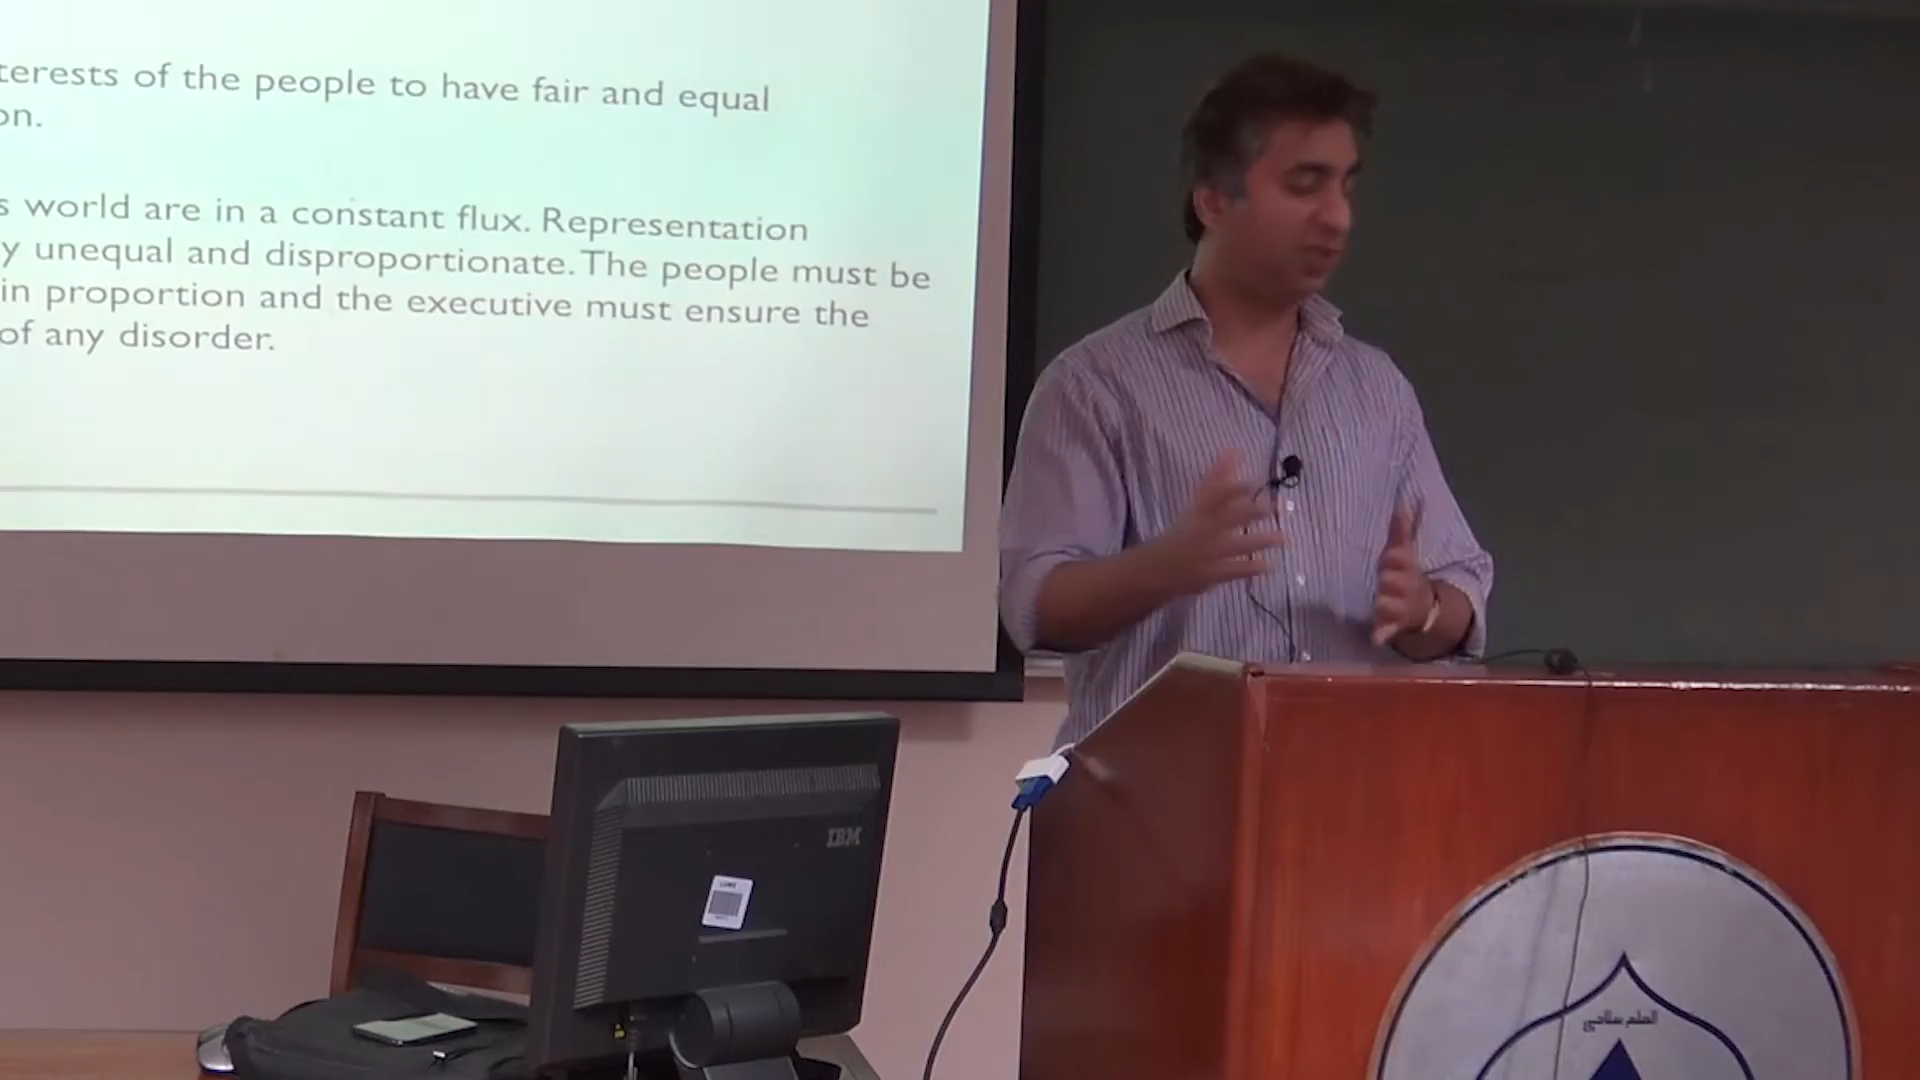 terests of the people to have fair and equal
on.
s world are in a constant flux. Representation
y unequal and disproportionate. The people must be
in proportion and the executive must ensure the
of any disorder.
IBM
LUMS